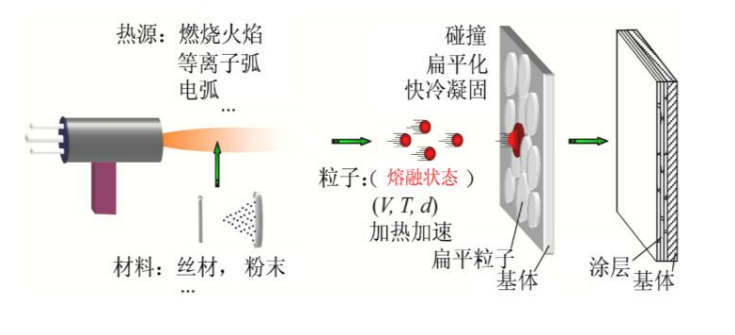 热源：燃烧火焰
等离子弧
电弧
...
材料：丝材， 粉末
...
粒子:( 熔融状态 )
(V, T, d)
加热加速
碰撞
扁平化
快冷凝固
扁平粒子
基体
涂层
基体